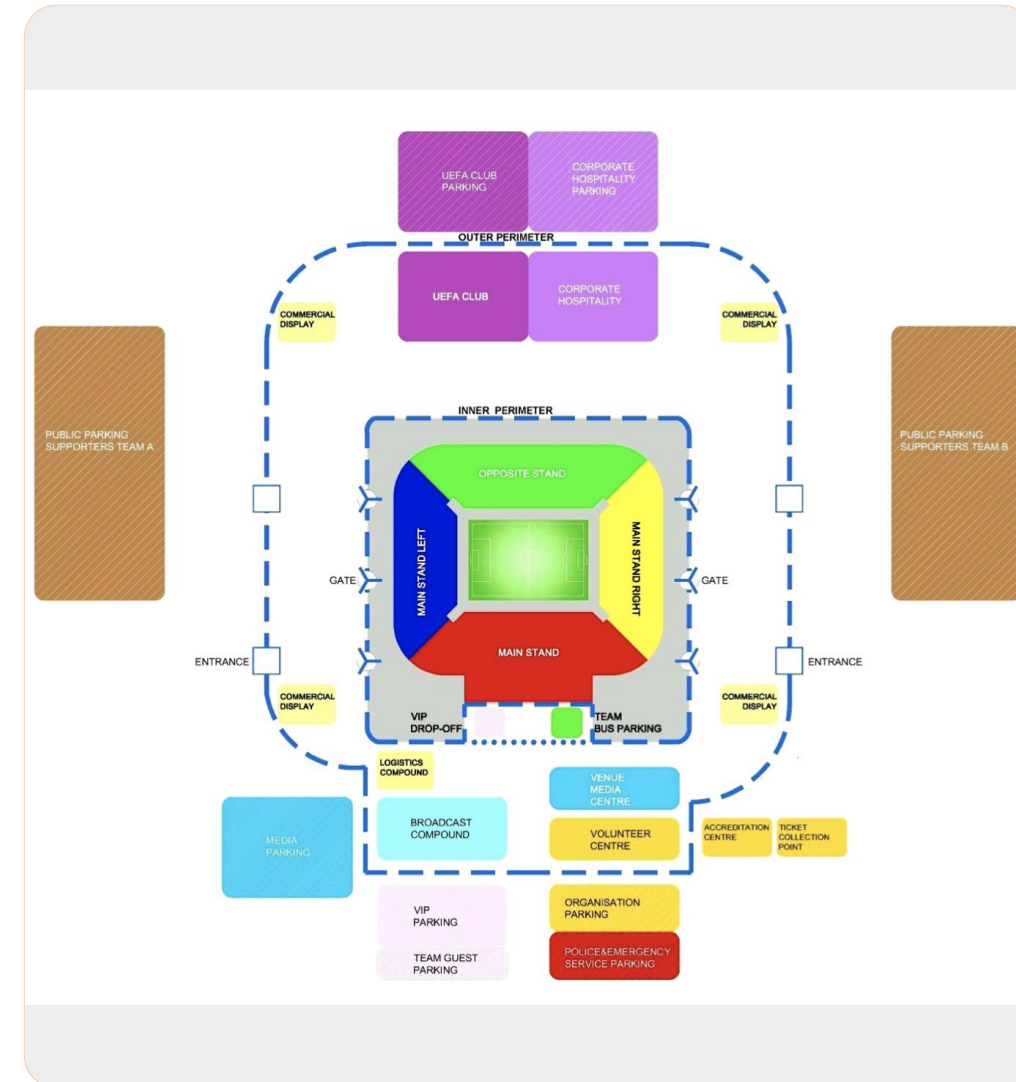 UEFA CLUB
PARKING
CORPORATE
HOSPITALITY
PARKING
OUTER PERIMETER
UEFA CLUB
CORPORATE
HOSPITALITY
COMMERCIAL
DISPLAY
COMMERCIAL
DISPLAY
PUBLIC PARKING
SUPPORTERS TEAM A
PUBLIC PARKING
SUPPORTERS TEAM B
INNER PERIMETER
OPPOSITE STAND
MAIN STAND LEFT
MAIN STAND RIGHT
GATE
GATE
MAIN STAND
ENTRANCE
ENTRANCE
COMMERCIAL
DISPLAY
COMMERCIAL
DISPLAY
VIP
DROP-OFF
TEAM
BUS PARKING
LOGISTICS
COMPOUND
VENUE
MEDIA
CENTRE
BROADCAST
COMPOUND
VOLUNTEER
CENTRE
ACCREDITATION
CENTRE
TICKET
COLLECTION
POINT
MEDIA
PARKING
VIP
PARKING
ORGANISATION
PARKING
TEAM GUEST
PARKING
POLICE&EMERGENCY
SERVICE PARKING